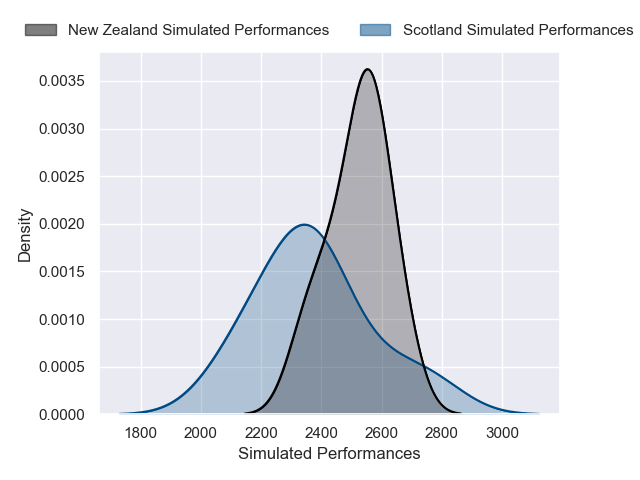 New Zealand Simulated Performances
Scotland Simulated Performances
0.0035
0.0030
0.0025
0.0020
0.0015
0.0010
0.0005
0.0000
Density
1800 2000 2200 2400 2600 2800 3000
Simulated Performances